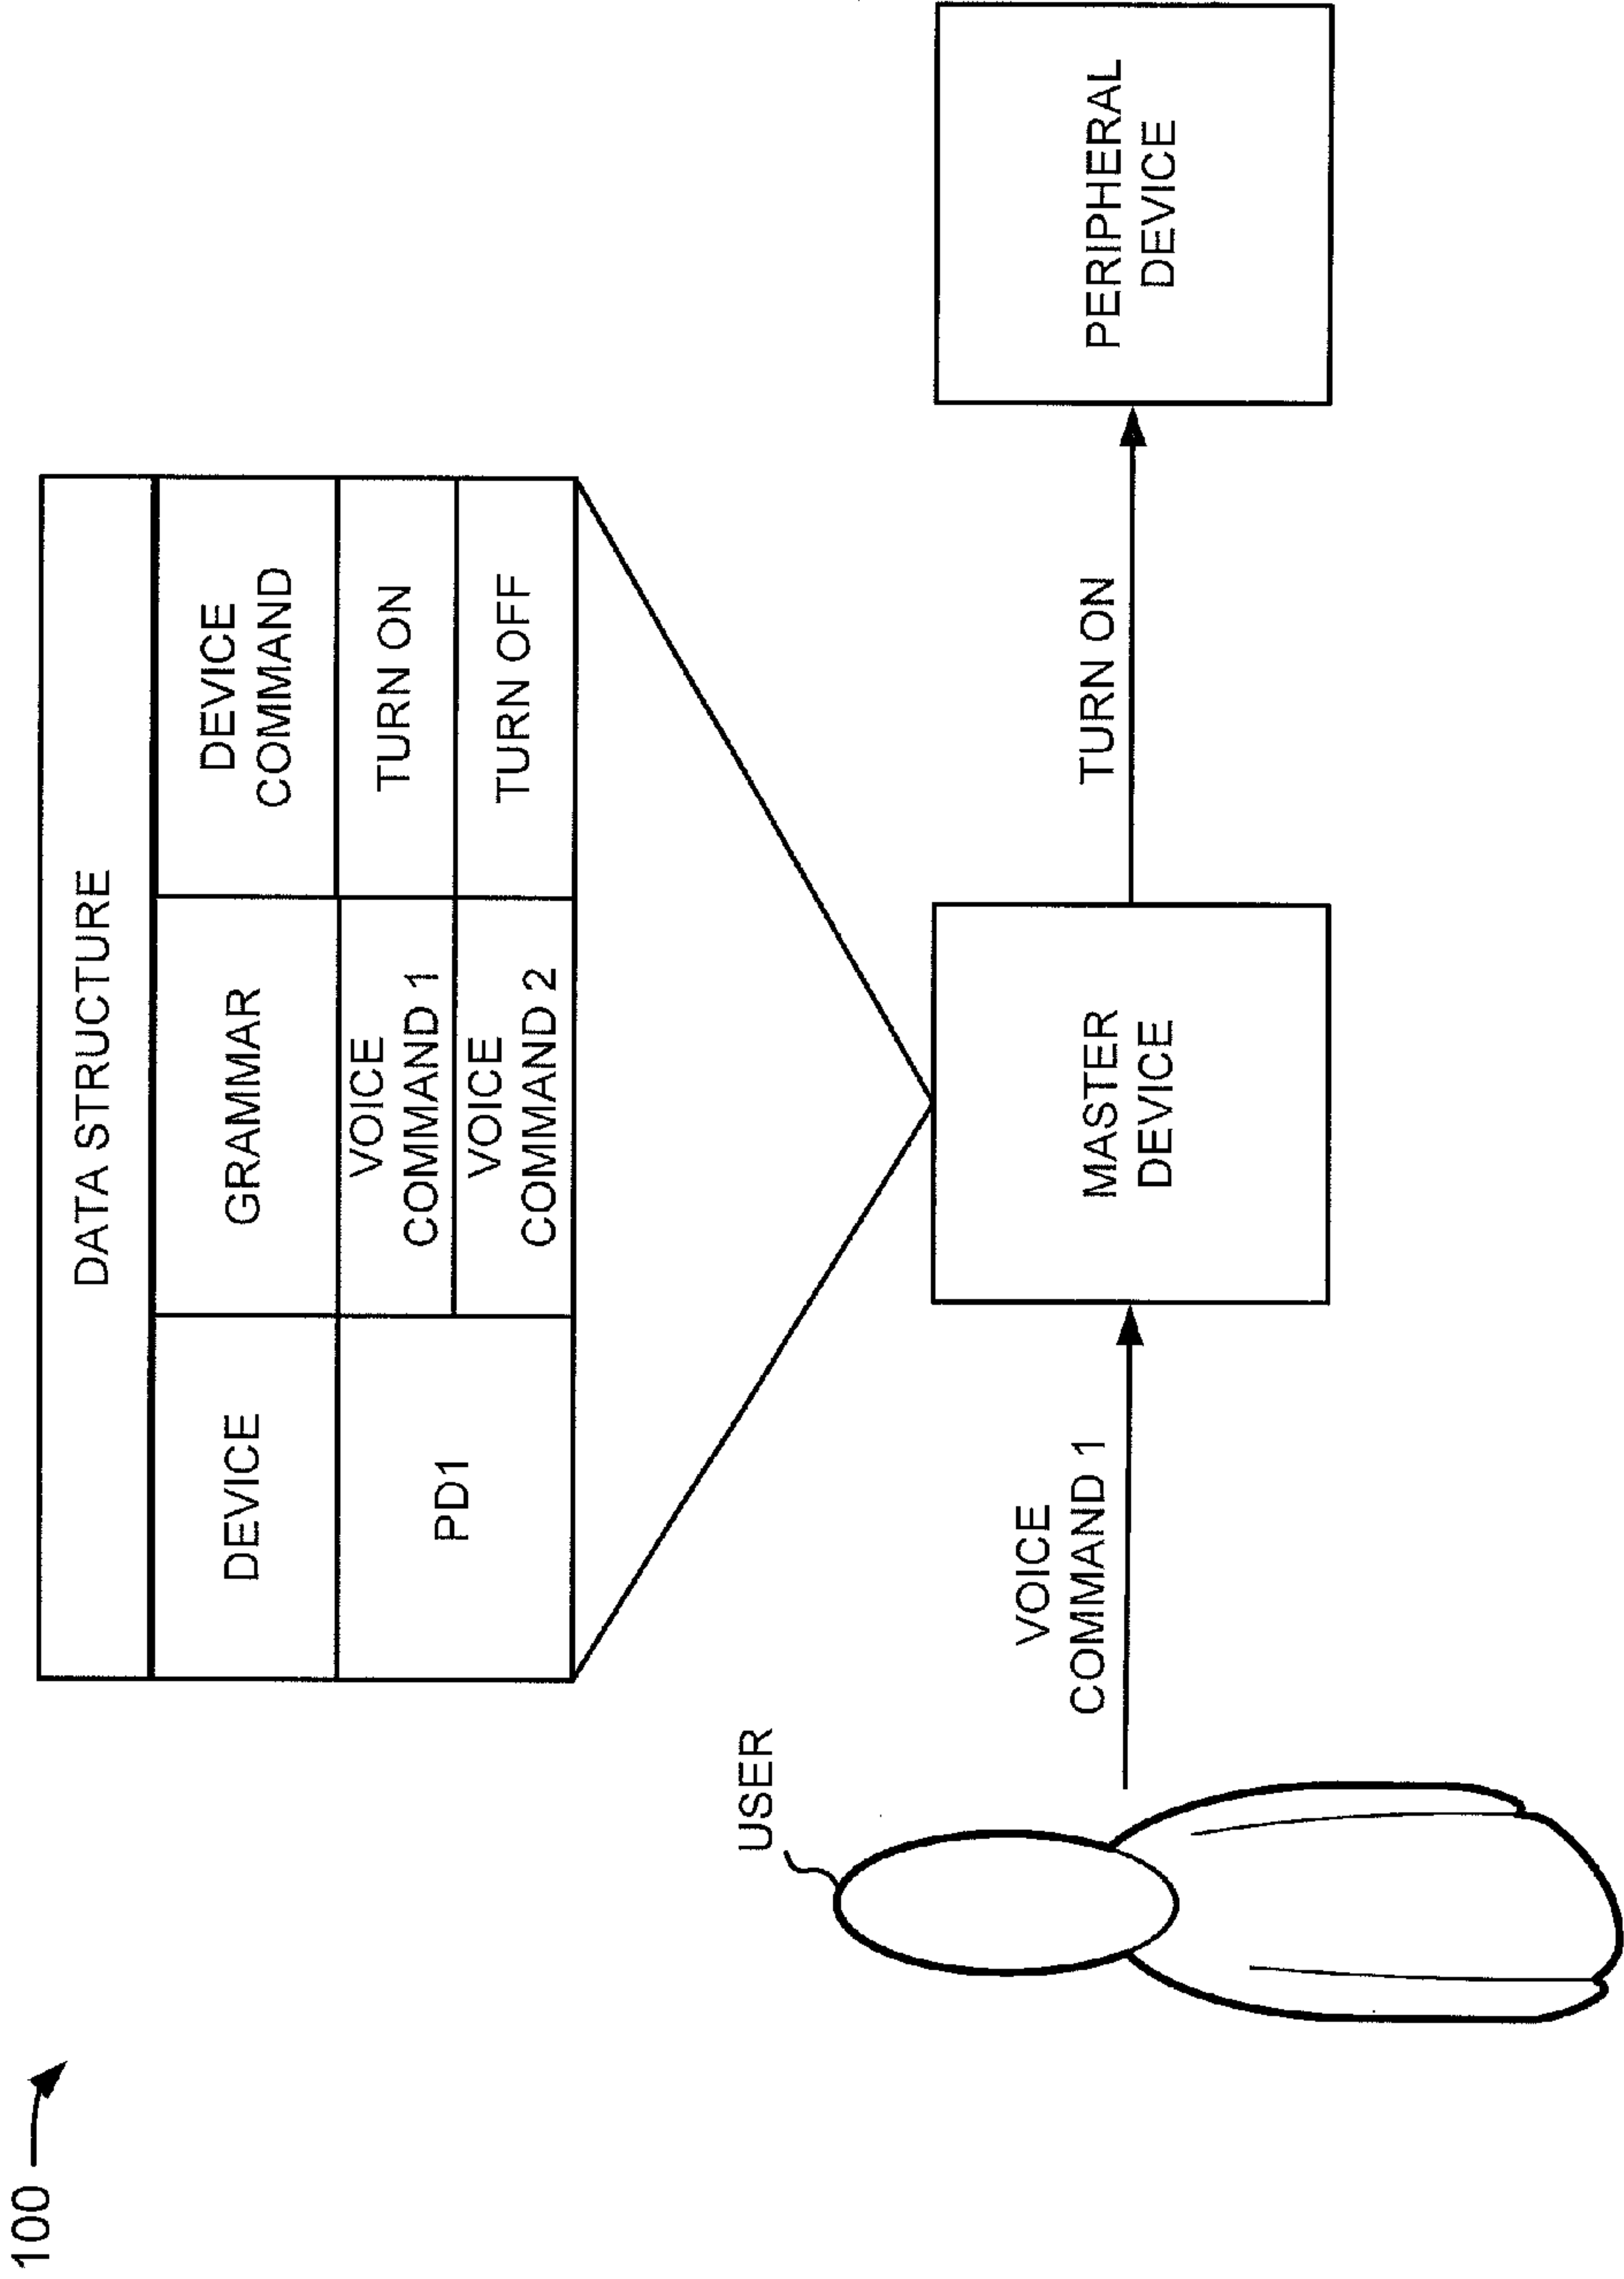 100
DATA STRUCTURE
DEVICE
GRAMMAR
DEVICE
COMMAND
PD1
VOICE
COMMAND 1
TURN ON
VOICE
COMMAND 2
TURN OFF
USER
VOICE
COMMAND 1
MASTER
DEVICE
TURN ON
PERIPHERAL
DEVICE